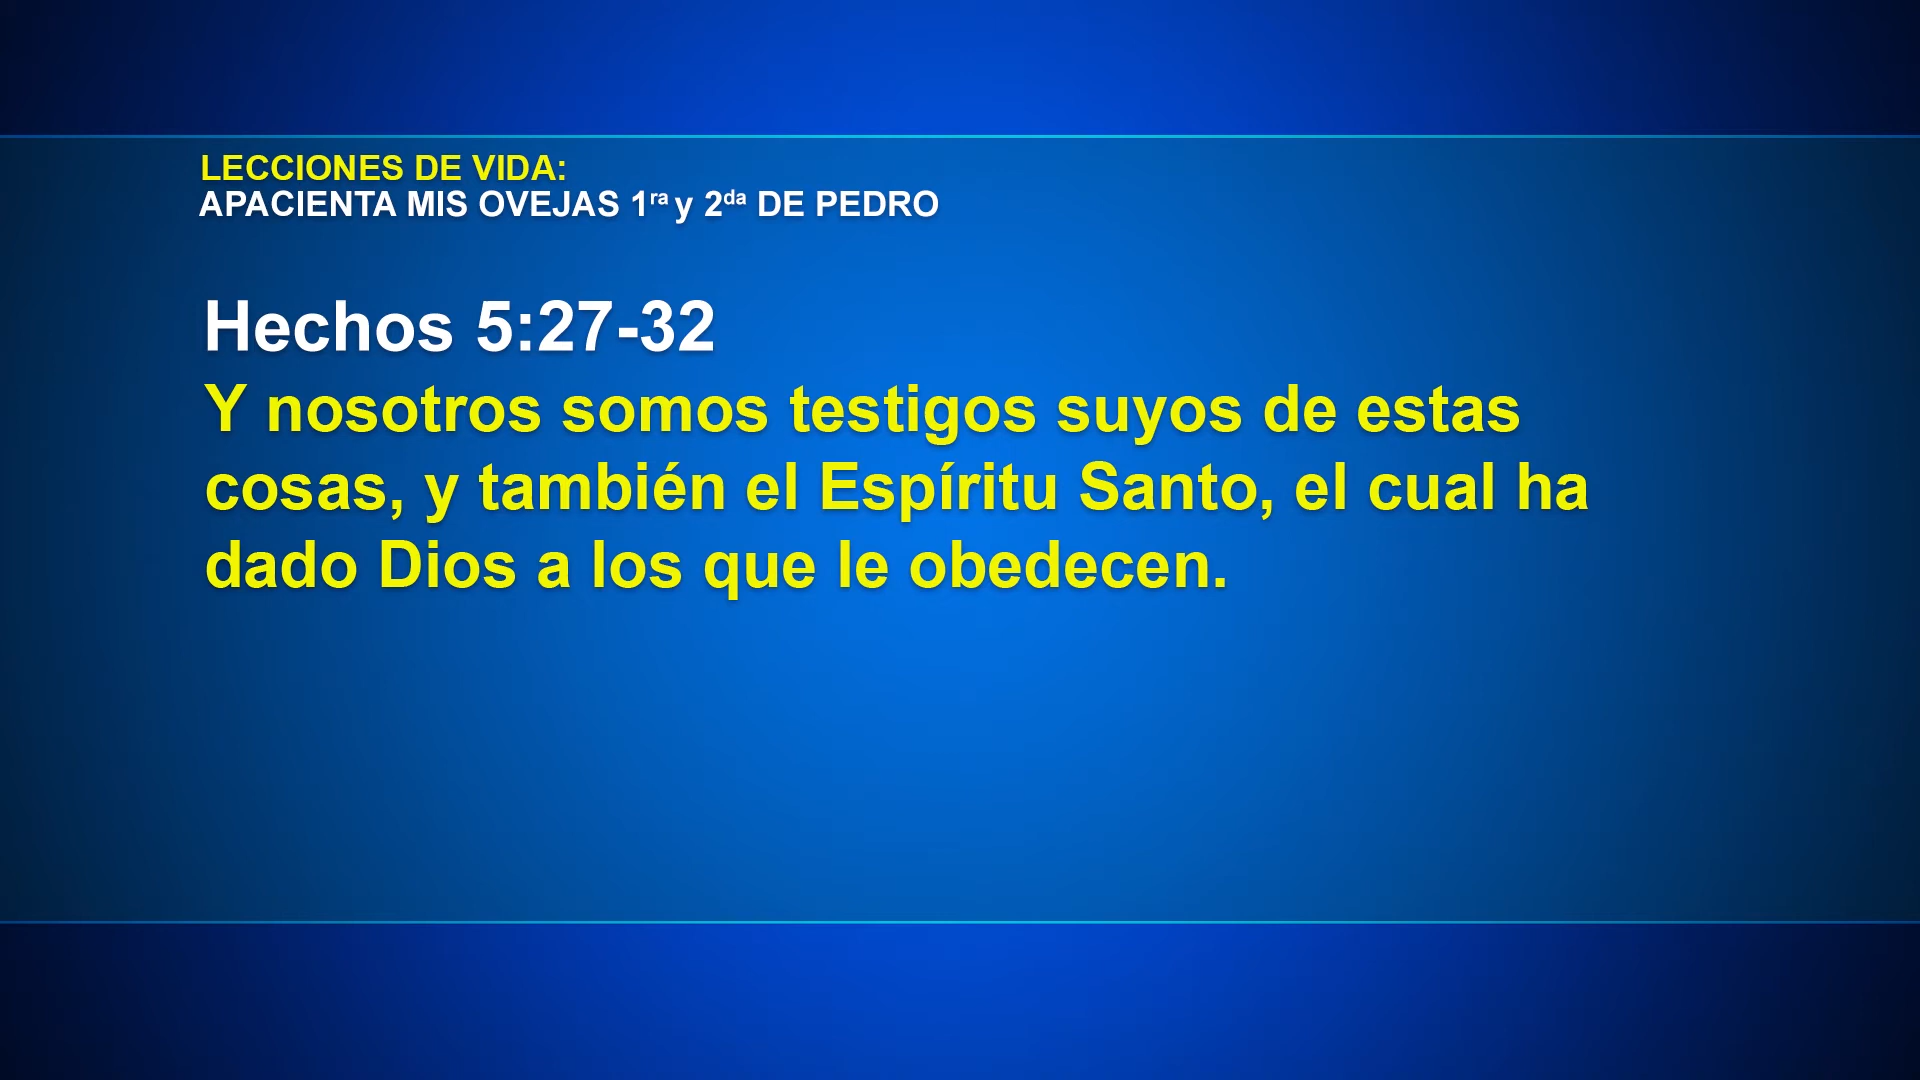 LECCIONES DE VIDA:
APACIENTA MIS OVEJAS 1ra y 2da DE PEDRO
Hechos 5:27-32
Y nosotros somos testigos suyos de estas
cosas, y también el Espíritu Santo, el cual ha
dado Dios a los que le obedecen.